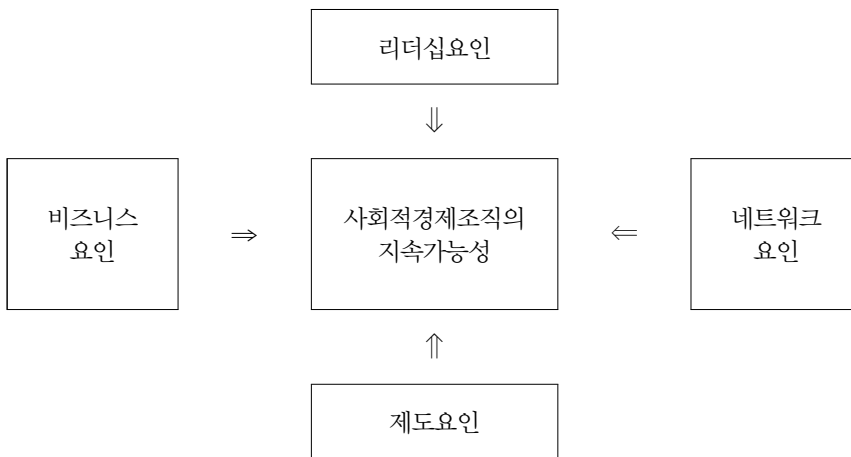 리더십요인
⇓
비즈니스
요인
⇒
사회적경제조직의
지속가능성
⇐
네트워크
요인
⇑
제도요인